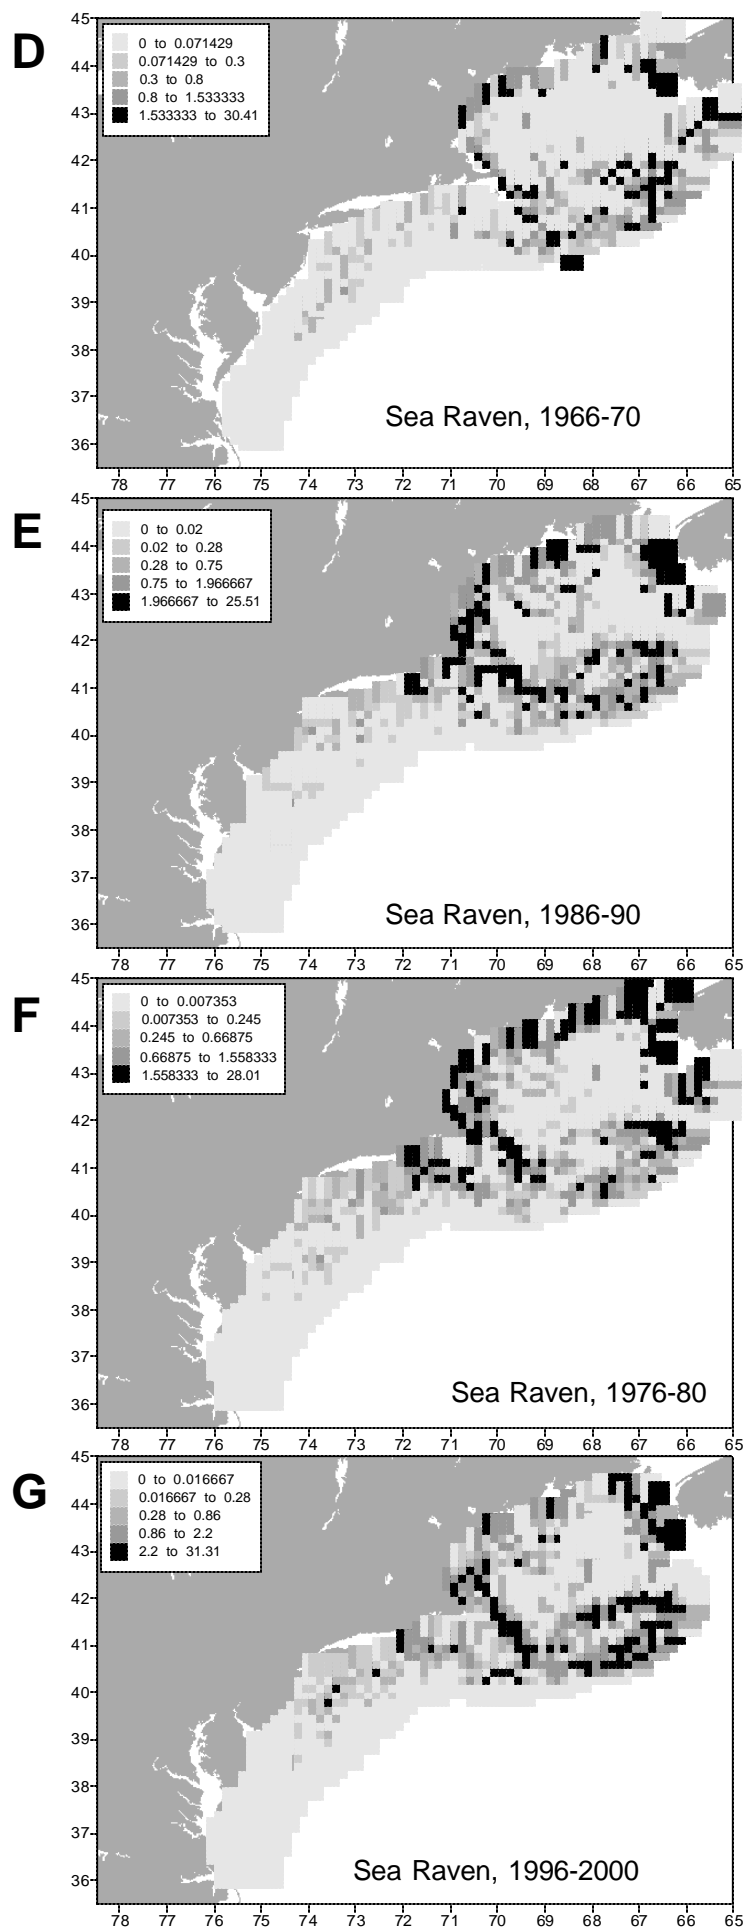 D
45
44
43
42
41
40
39
38
37
36
0 to 0.071429
0.071429 to 0.3
0.3 to 0.8
0.8 to 1.533333
1.533333 to 30.41
Sea Raven, 1966-70
78 77 76 75 74 73 72 71 70 69 68 67 66 65
E
45
44
43
42
41
40
39
38
37
36
0 to 0.02
0.02 to 0.28
0.28 to 0.75
0.75 to 1.966667
1.966667 to 25.51
Sea Raven, 1986-90
78 77 76 75 74 73 72 71 70 69 68 67 66 65
F
45
44
43
42
41
40
39
38
37
36
0 to 0.007353
0.007353 to 0.245
0.245 to 0.66875
0.66875 to 1.558333
1.558333 to 28.01
Sea Raven, 1976-80
78 77 76 75 74 73 72 71 70 69 68 67 66 65
G
45
44
43
42
41
40
39
38
37
36
0 to 0.016667
0.016667 to 0.28
0.28 to 0.86
0.86 to 2.2
2.2 to 31.31
Sea Raven, 1996-2000
78 77 76 75 74 73 72 71 70 69 68 67 66 65